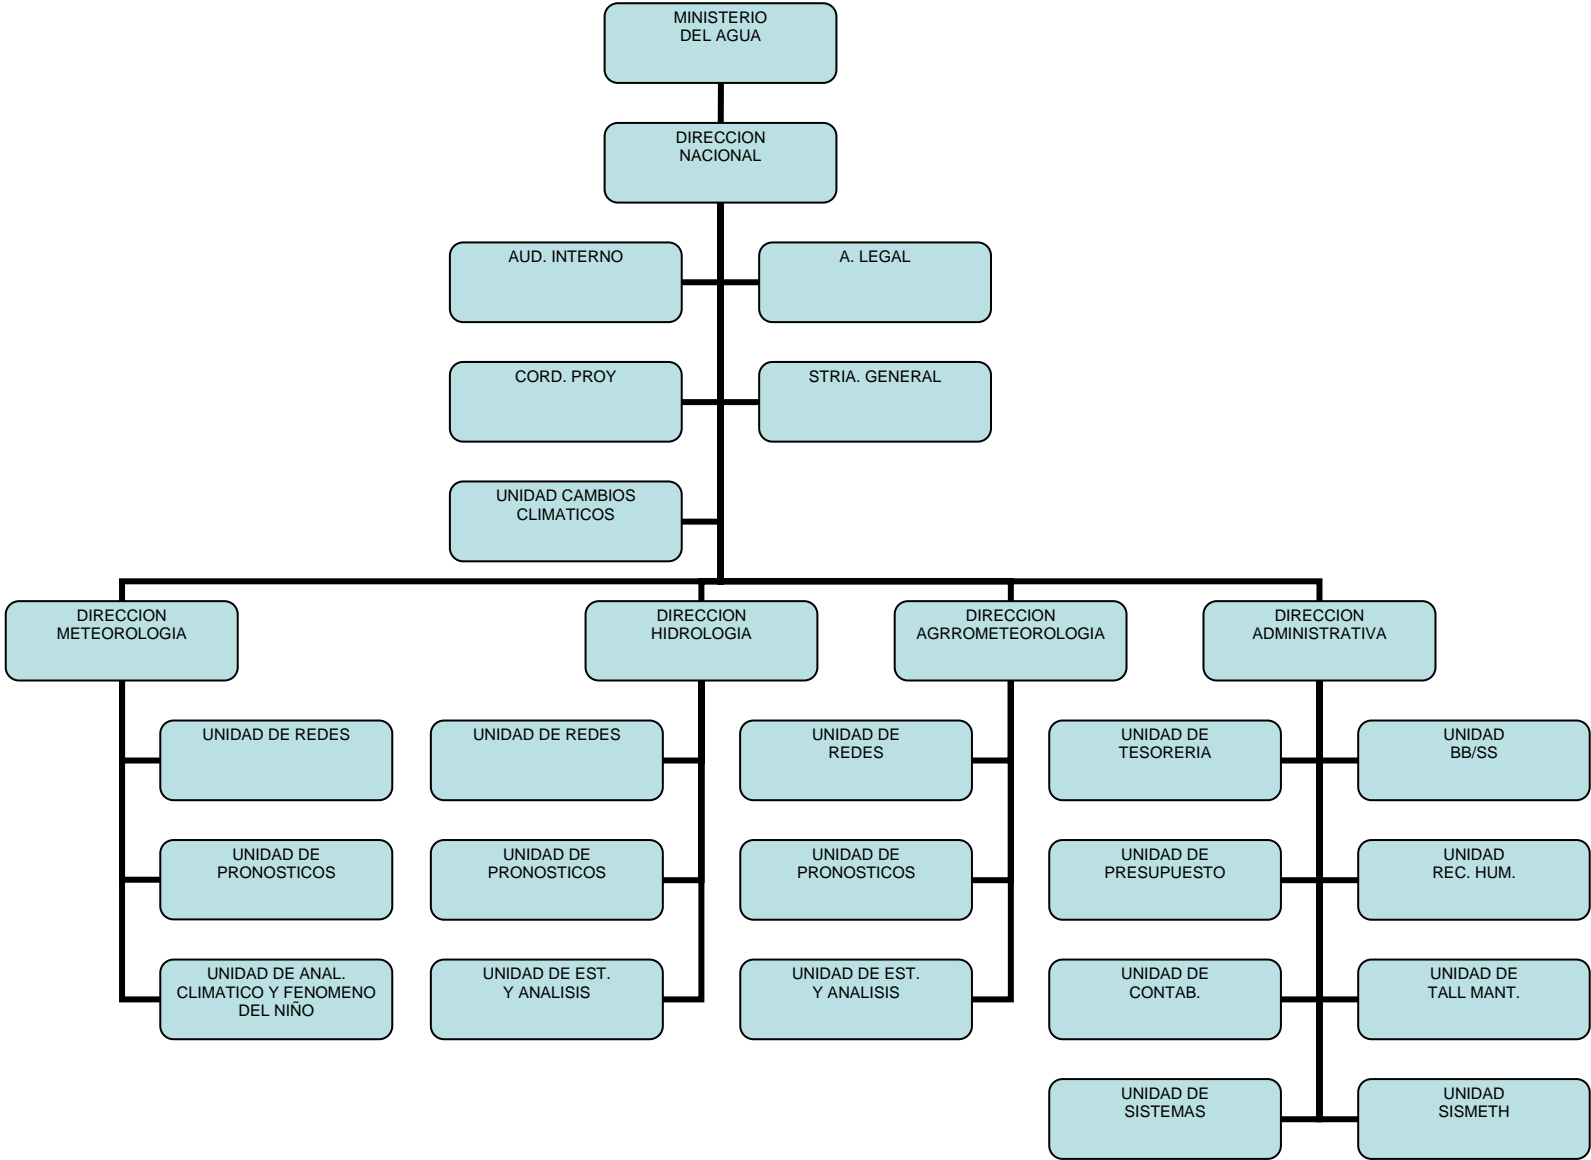 MINISTERIO
DEL AGUA
DIRECCION
NACIONAL
AUD. INTERNO
A. LEGAL
CORD. PROY
STRIA. GENERAL
UNIDAD CAMBIOS
CLIMATICOS
DIRECCION
METEOROLOGIA
DIRECCION
HIDROLOGIA
DIRECCION
AGRROMETEOROLOGIA
DIRECCION
ADMINISTRATIVA
UNIDAD DE REDES
UNIDAD DE REDES
UNIDAD DE
REDES
UNIDAD DE
TESORERIA
UNIDAD
BB/SS
UNIDAD DE
PRONOSTICOS
UNIDAD DE
PRONOSTICOS
UNIDAD DE
PRONOSTICOS
UNIDAD DE
PRESUPUESTO
UNIDAD
REC. HUM.
UNIDAD DE ANAL.
CLIMATICO Y FENOMENO
DEL NIÑO
UNIDAD DE EST.
Y ANALISIS
UNIDAD DE EST.
Y ANALISIS
UNIDAD DE
CONTAB.
UNIDAD DE
TALL MANT.
UNIDAD DE
SISTEMAS
UNIDAD
SISMETH